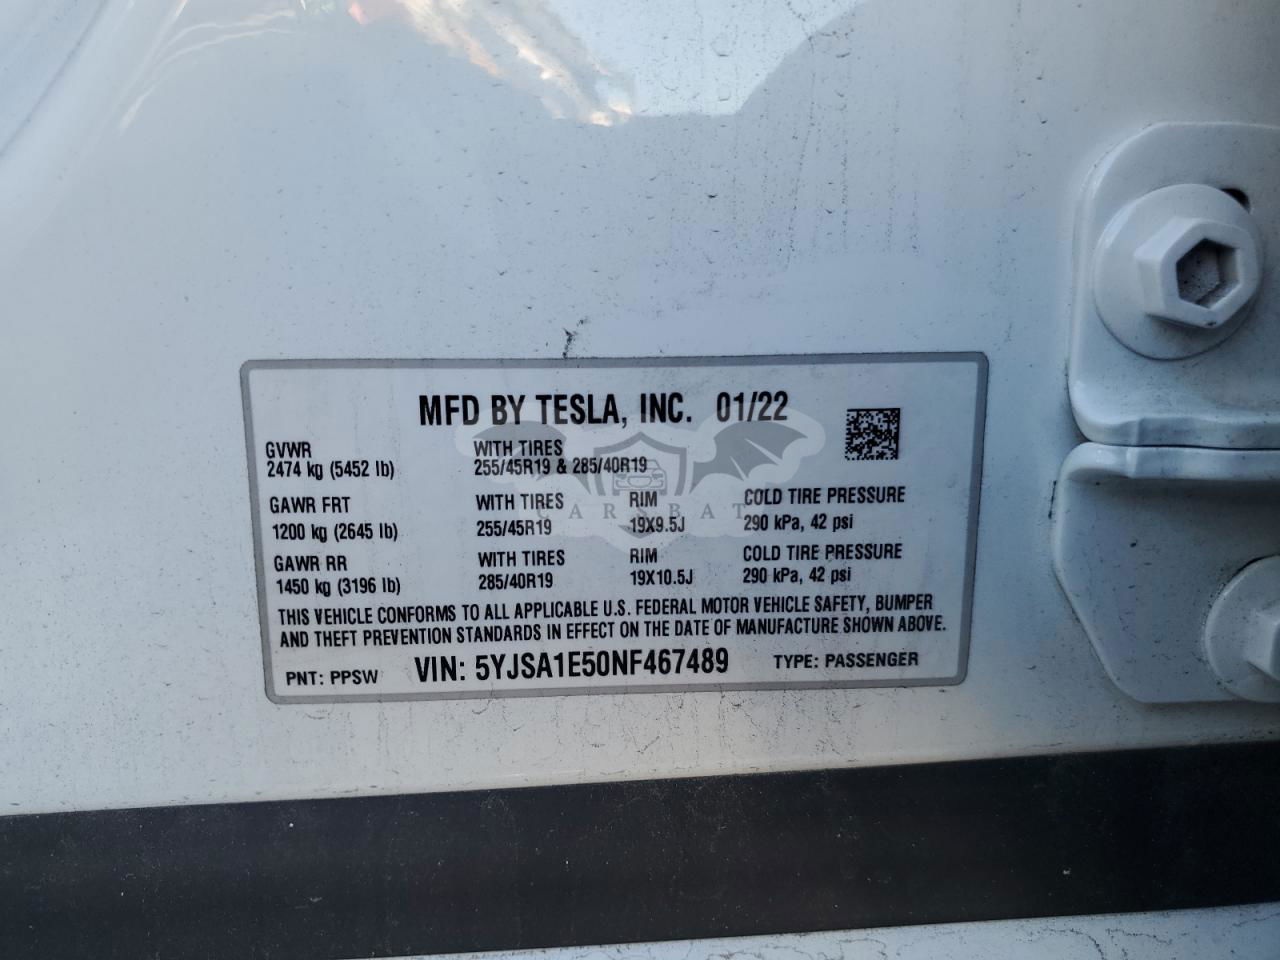 MFD BY TESLA, INC. 01/22
GVWR WITH TIRES
2474 kg (5452 lb) 255/45R19 & 285/40R19
GAWR FRT WITH TIRES RIM COLD TIRE PRESSURE
1200 kg (2645 lb) 255/45R19 19X9.5J 290 kPa, 42 psi
GAWR RR WITH TIRES RIM COLD TIRE PRESSURE
1450 kg (3196 lb) 285/40R19 19X10.5J 290 kPa, 42 psi
THIS VEHICLE CONFORMS TO ALL APPLICABLE U.S. FEDERAL MOTOR VEHICLE SAFETY, BUMPER
AND THEFT PREVENTION STANDARDS IN EFFECT ON THE DATE OF MANUFACTURE SHOWN ABOVE.
PNT: PPSW VIN: 5YJSA1E50NF467489 TYPE: PASSENGER
CARSBAT